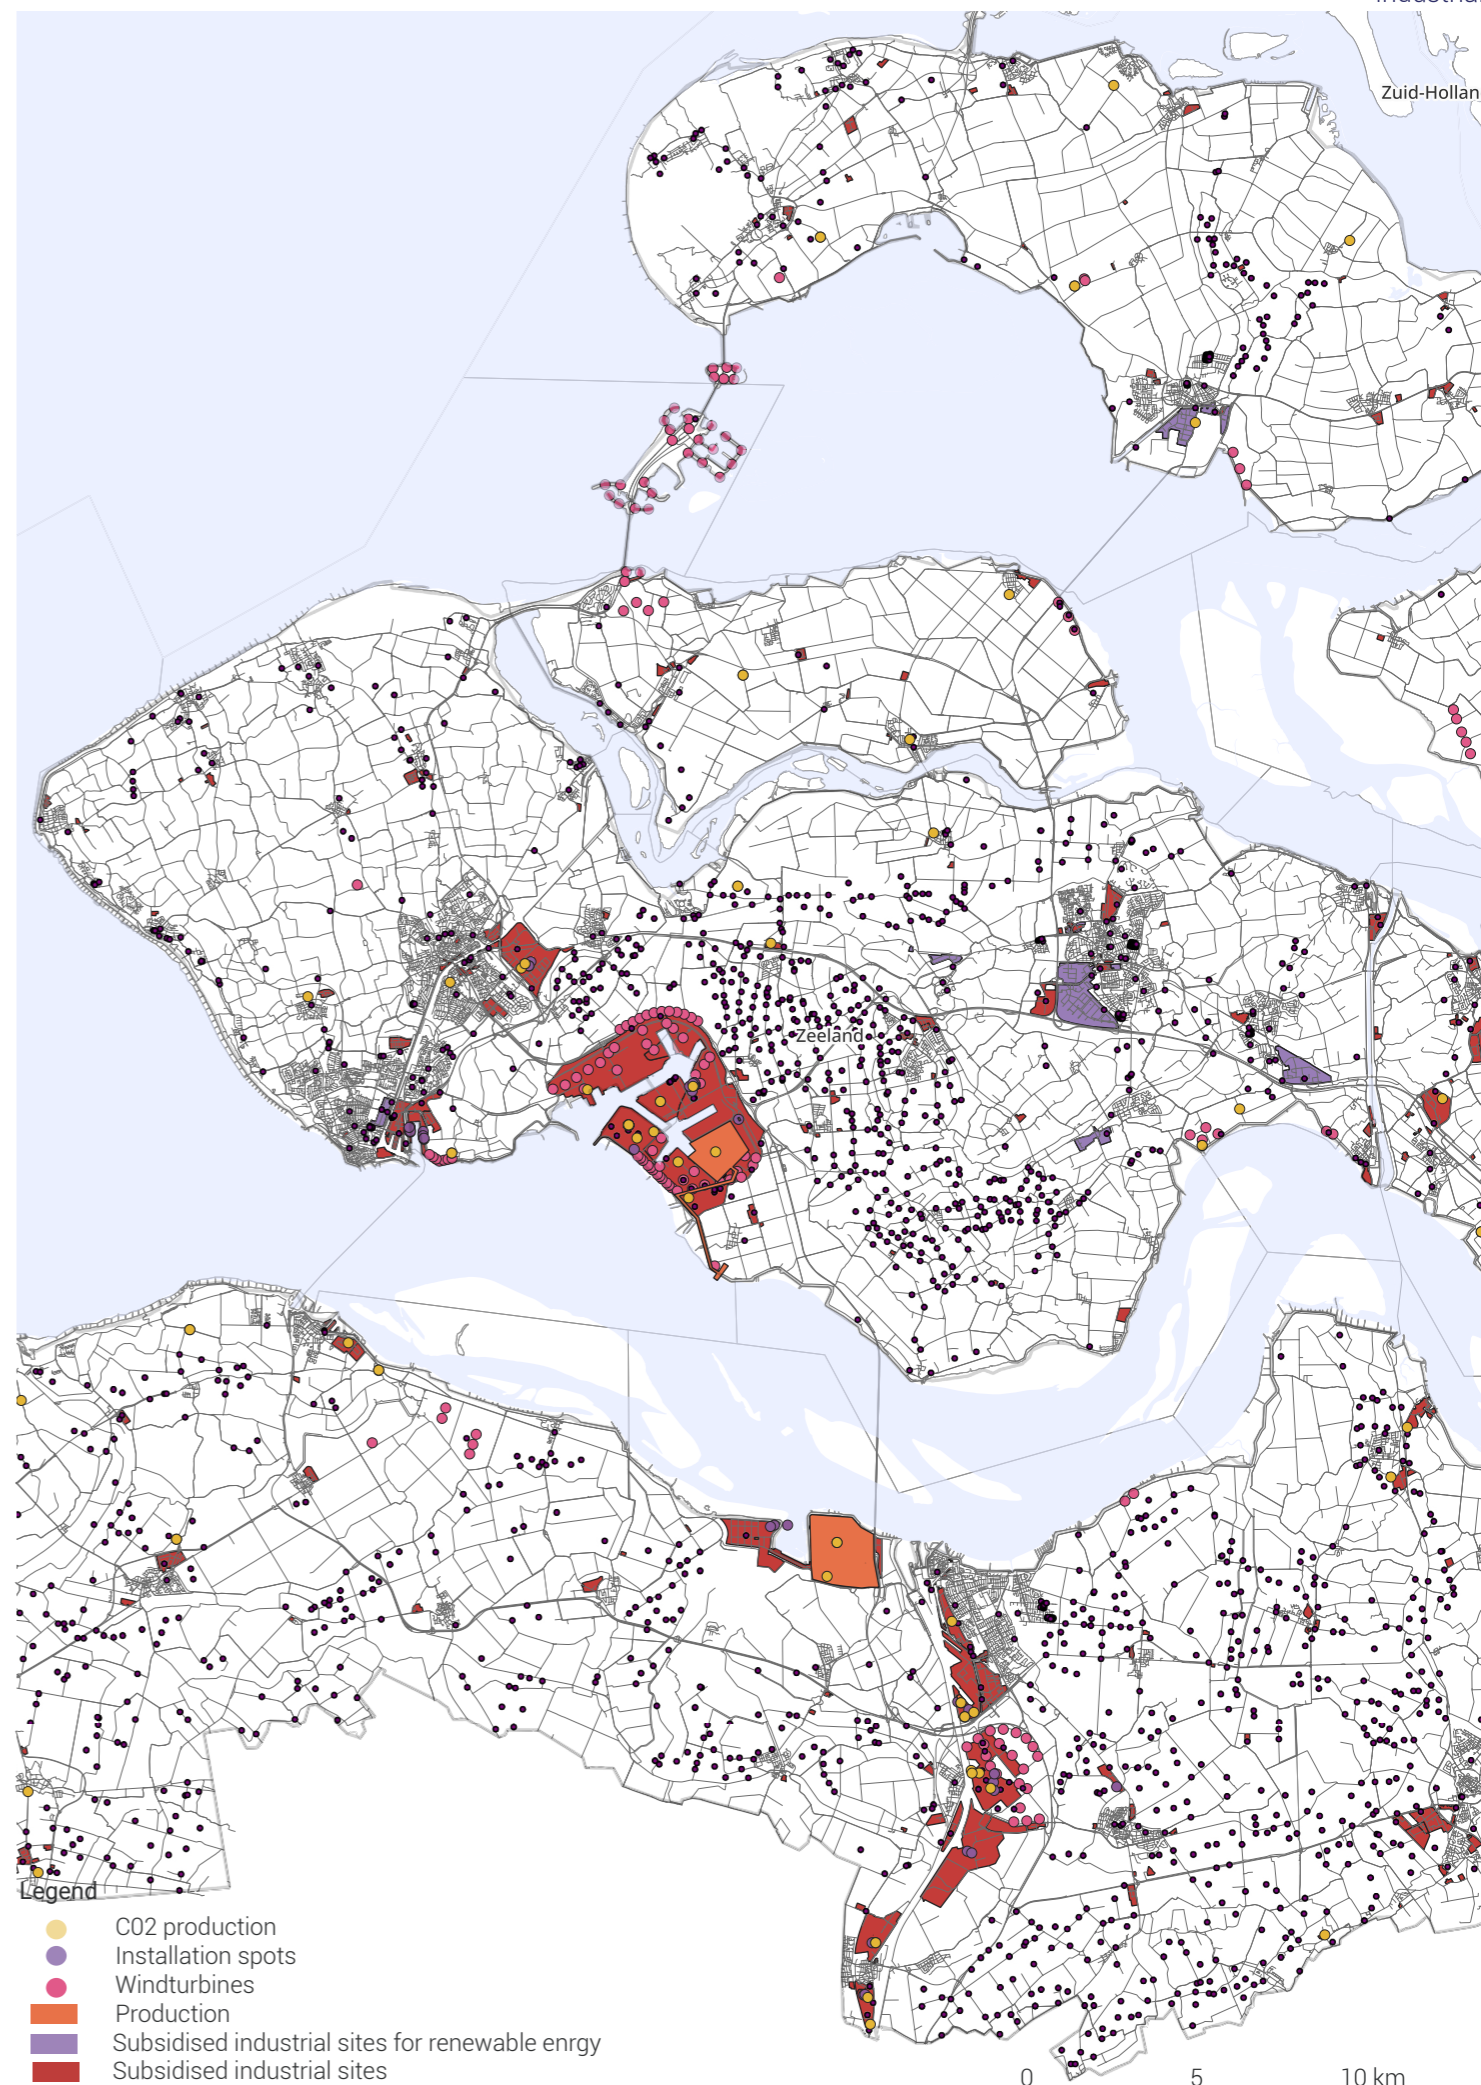 Zuid-Hollan
Zeeland
Legend
C02 production
Installation spots
Windturbines
Production
Subsidised industrial sites for renewable enrgy
Subsidised industrial sites
0 5 10 km